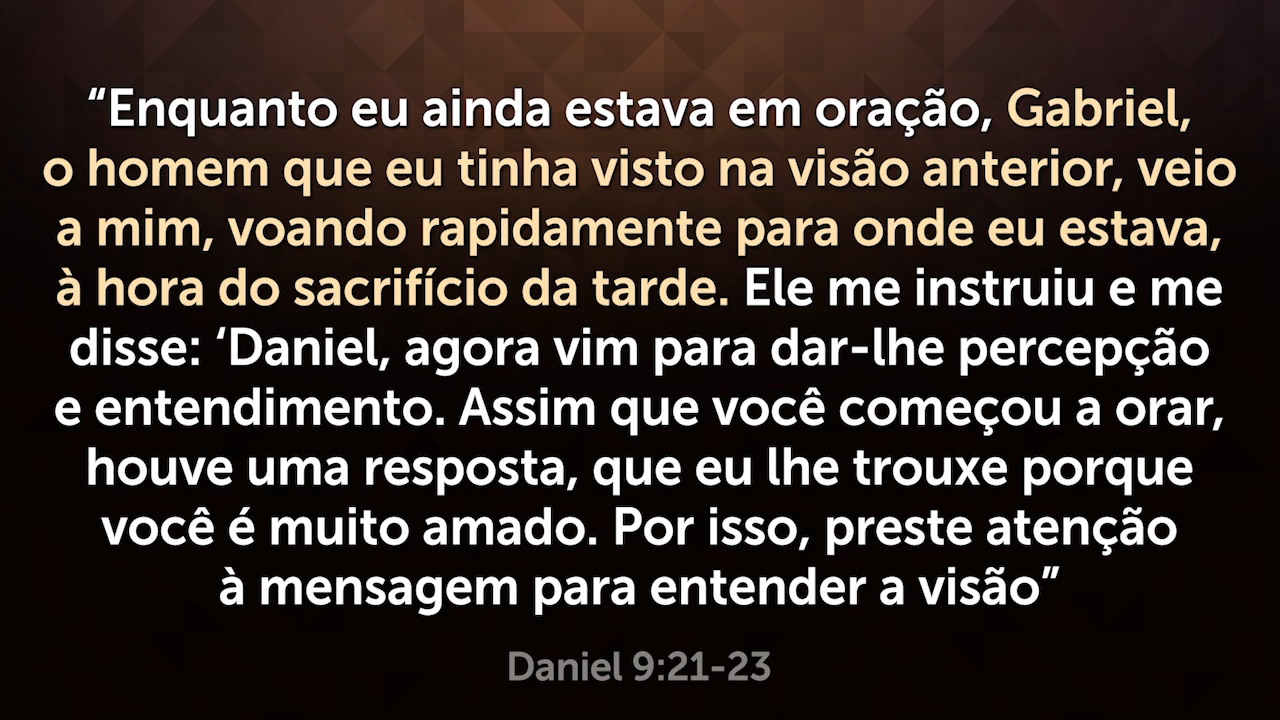 “Enquanto eu ainda estava em oração, Gabriel,
o homem que eu tinha visto na visão anterior, veio
a mim, voando rapidamente para onde eu estava,
à hora do sacrifício da tarde. Ele me instruiu e me
disse: ‘Daniel, agora vim para dar-lhe percepção
e entendimento. Assim que você começou a orar,
houve uma resposta, que eu lhe trouxe porque
você é muito amado. Por isso, preste atenção
à mensagem para entender a visão”
Daniel 9:21-23